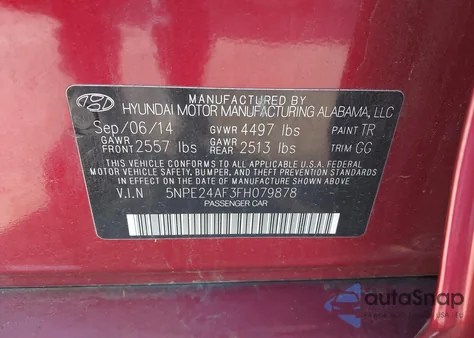 MANUFACTURED BY
HYUNDAI MOTOR MANUFACTURING ALABAMA, LLC
Sep/06/14 GVWR 4497 lbs PAINT TR
GAWR FRONT 2557 lbs GAWR REAR 2513 lbs TRIM GG
THIS VEHICLE CONFORMS TO ALL APPLICABLE U.S.A. FEDERAL
MOTOR VEHICLE SAFETY, BUMPER, AND THEFT PREVENTION
STANDARDS IN EFFECT ON THE DATE OF MANUFACTURE SHOWN ABOVE.
V.I.N 5NPE24AF3FH079878
PASSENGER CAR
autoSnap